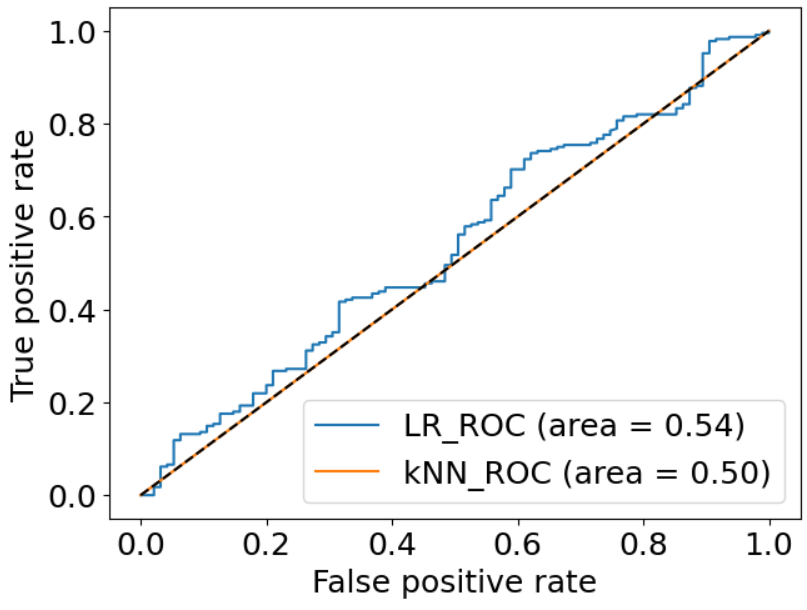 1.0
0.8
0.6
0.4
0.2
0.0
True positive rate
LR_ROC (area = 0.54)
kNN_ROC (area = 0.50)
0.0 0.2 0.4 0.6 0.8 1.0
False positive rate